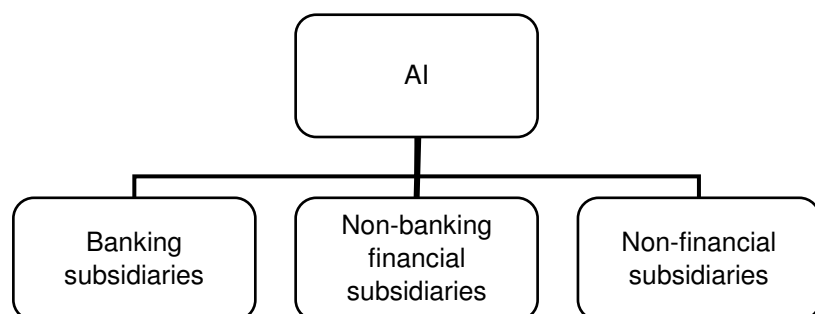 AI
Banking
subsidiaries
Non-banking
financial
subsidiaries
Non-financial
subsidiaries